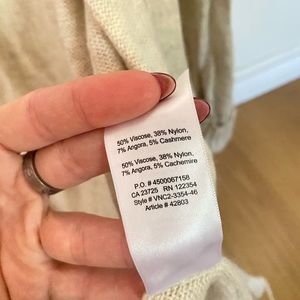 50% Viscose, 38% Nylon,
7% Angora, 5% Cashmere
50% Viscose, 38% Nylon,
7% Angora, 5% Cachemire
P.O. # 4500067158
CA 23725 RN 122354
Style # VNC2-3354-46
Article # 42803